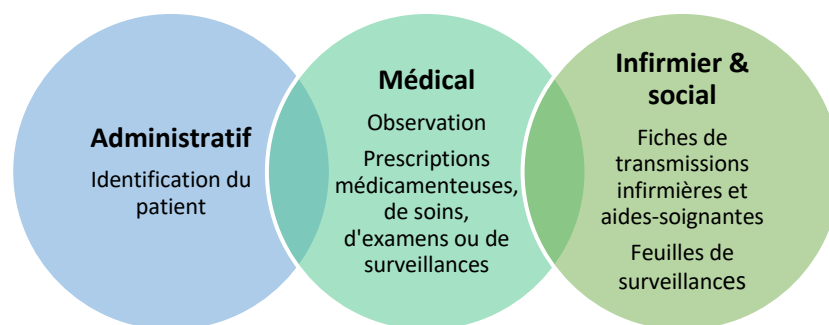 Administratif
Identification du
patient
Médical
Observation
Prescriptions
médicamenteuses,
de soins,
d'examens ou de
surveillances
Infirmier &
social
Fiches de
transmissions
infirmières et
aides-soignantes
Feuilles de
surveillances